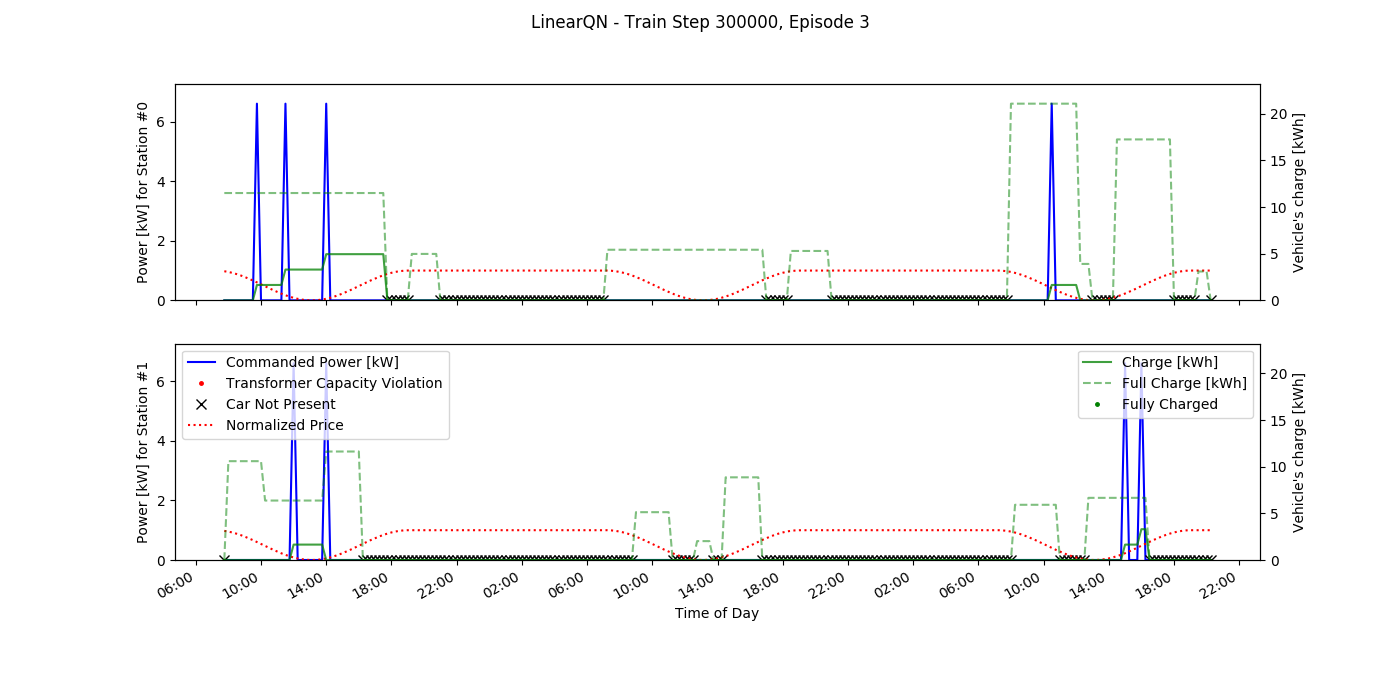 LinearQN - Train Step 300000, Episode 3
Power [kW] for Station #0
0
2
4
6
0
5
10
15
20
Vehicle's charge [kWh]
Power [kW] for Station #1
0
2
4
6
Commanded Power [kW]
Transformer Capacity Violation
Car Not Present
Normalized Price
Charge [kWh]
Full Charge [kWh]
Fully Charged
0
5
10
15
20
Vehicle's charge [kWh]
06:00
10:00
14:00
18:00
22:00
02:00
06:00
10:00
14:00
18:00
22:00
02:00
06:00
10:00
14:00
18:00
22:00
Time of Day